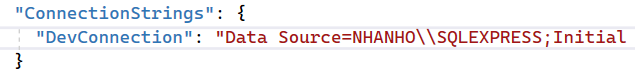 "ConnectionStrings": {
"DevConnection": "Data Source=NHANHO\\SQLEXPRESS;Initial
}